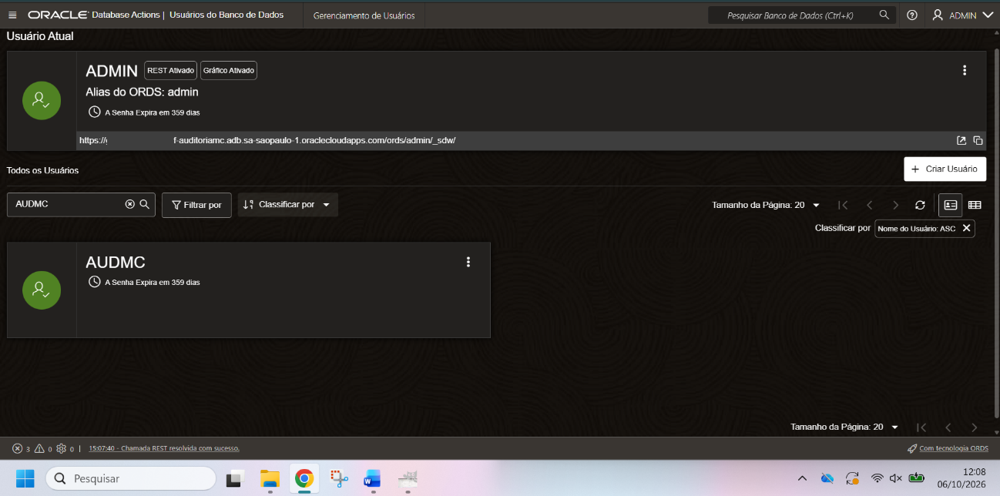 ORACLE Database Actions | Usuários do Banco de Dados Gerenciamento de Usuários Pesquisar Banco de Dados (Ctrl+K) ADMIN
Usuário Atual
ADMIN REST Ativado Gráfico Ativado
Alias do ORDS: admin
A Senha Expira em 359 dias
https:// f-auditoriamc.adb.sa-saopaulo-1.oraclecloudapps.com/ords/admin/_sdw/
Todos os Usuários
+ Criar Usuário
AUDMC Filtrar por Classificar por Tamanho da Página: 20
Classificar por Nome do Usuário: ASC
AUDMC
A Senha Expira em 359 dias
Tamanho da Página: 20
3 0 0 | 15:07:40 - Chamada REST resolvida com sucesso. Com tecnologia ORDS
Pesquisar
12:08
06/10/2026